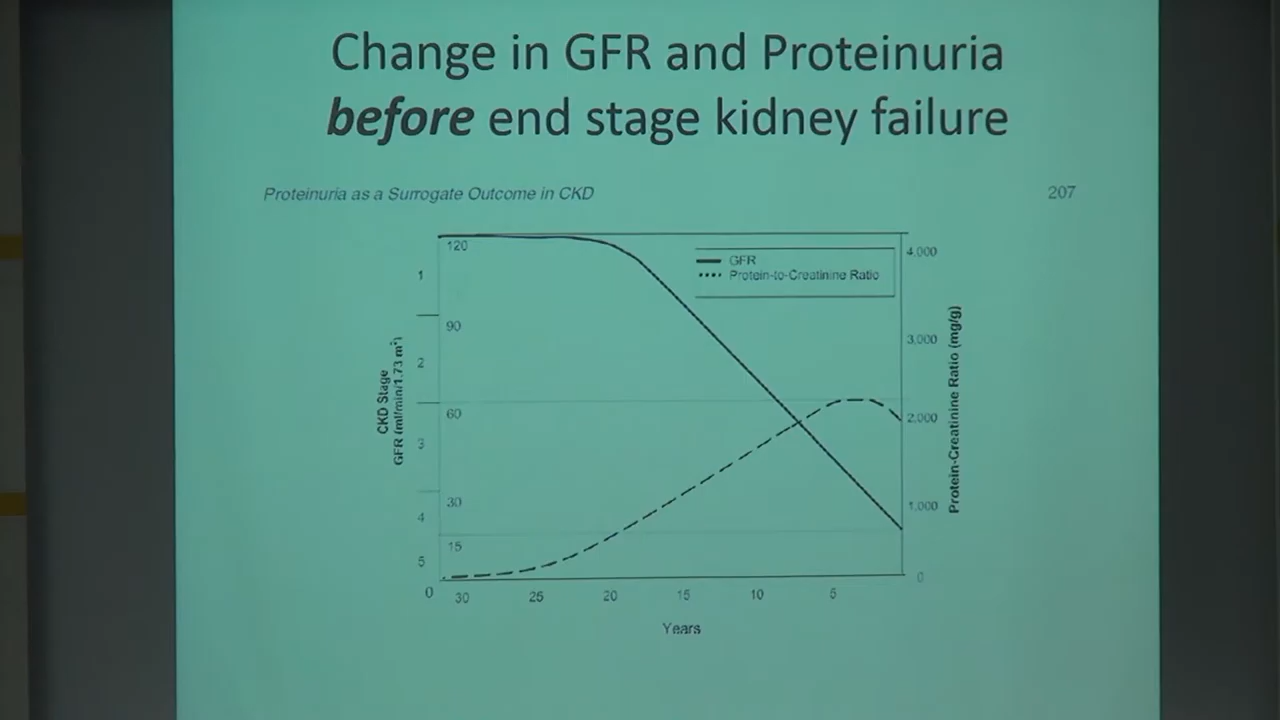 Change in GFR and Proteinuria
before end stage kidney failure
Proteinuria as a Surrogate Outcome in CKD
207
120
4,000
GFR
Protein-to-Creatinine Ratio
1
90
3,000
2
60
2,000
3
30
1,000
4
15
5
0
0
CKD Stage
GFR (ml/min/1.73 m²)
Protein-Creatinine Ratio (mg/g)
30 25 20 15 10 5
Years